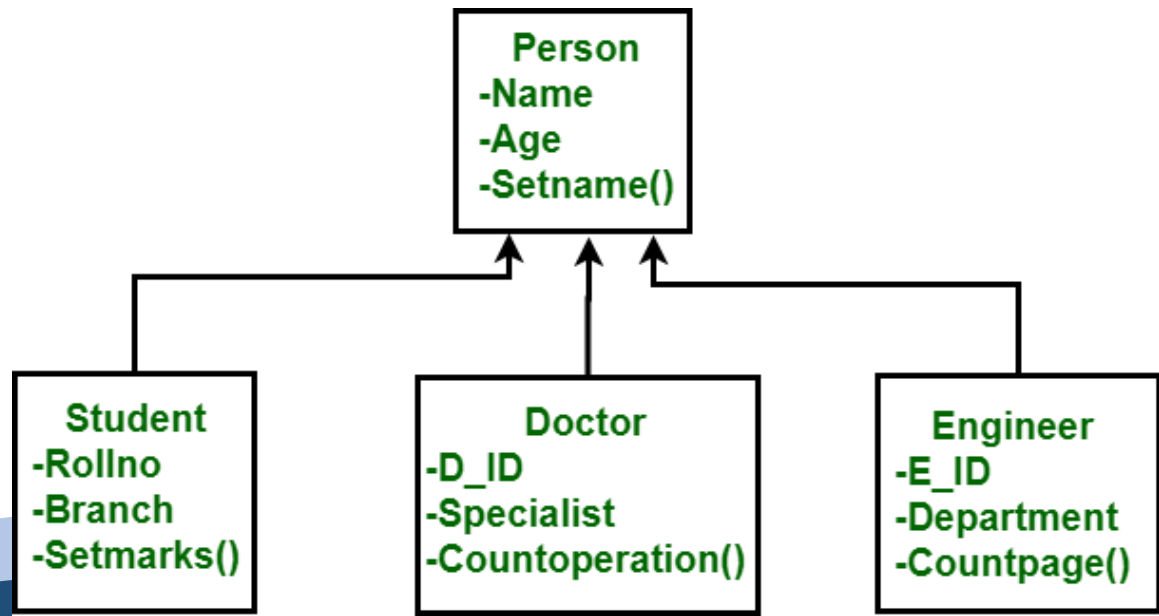 Person
-Name
-Age
-Setname()
Student
-Rollno
-Branch
-Setmarks()
Doctor
-D_ID
-Specialist
-Countoperation()
Engineer
-E_ID
-Department
-Countpage()